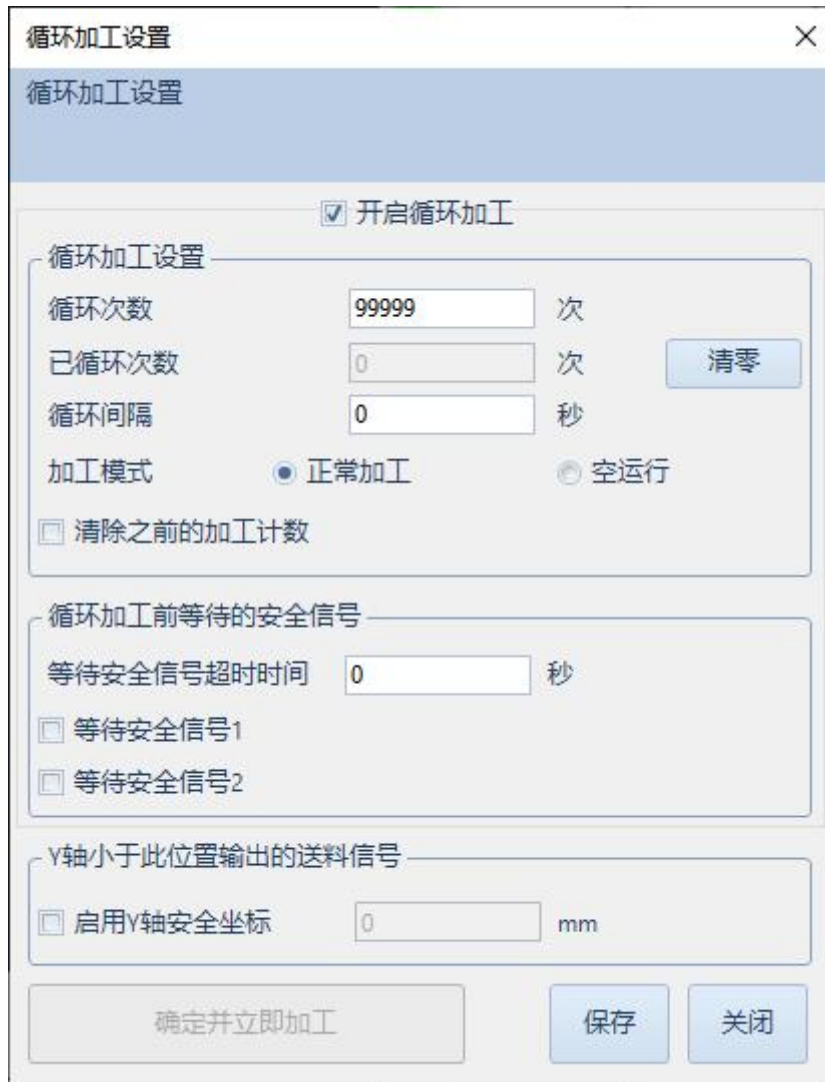 循环加工设置
循环加工设置
开启循环加工
循环加工设置
循环次数 99999 次
已循环次数 0 次 清零
循环间隔 0 秒
加工模式 正常加工 空运行
清除之前的加工计数
循环加工前等待的安全信号
等待安全信号超时时间 0 秒
等待安全信号1
等待安全信号2
Y轴小于此位置输出的送料信号
启用Y轴安全坐标 0 mm
确定并立即加工 保存 关闭